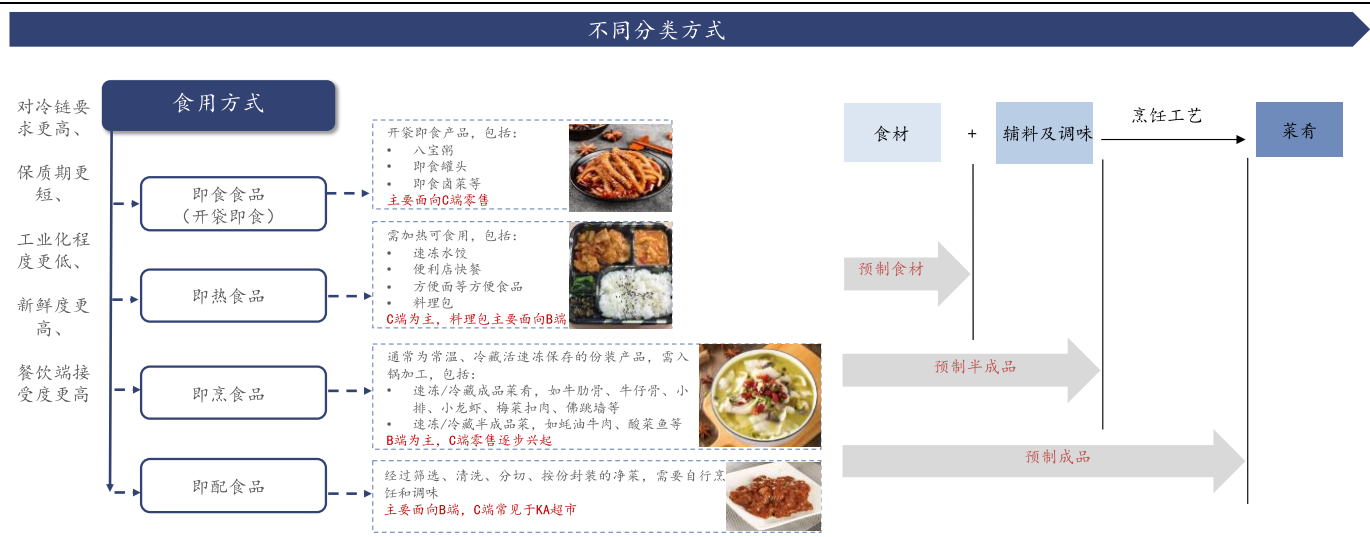 不同分类方式
对冷链要
求更高、
保质期更
短、
工业化程
度更低、
新鲜度更
高、
餐饮端接
受度更高
食用方式
即食食品
（开袋即食）
开袋即食产品，包括：
• 八宝粥
• 即食罐头
• 即食卤菜等
主要面向C端零售
即热食品
需加热可食用，包括：
• 速冻水饺
• 便利店快餐
• 方便面等方便食品
• 料理包
C端为主，料理包主要面向B端
即烹食品
通常为常温、冷藏活速冻保存的份装产品，需入
锅加工，包括：
• 速冻/冷藏成品菜肴，如牛肋骨、牛仔骨、小
排、小龙虾、梅菜扣肉、佛跳墙等
• 速冻/冷藏半成品菜，如蚝油牛肉、酸菜鱼等
B端为主，C端零售逐步兴起
即配食品
经过筛选、清洗、分切、按份封装的净菜，需要自行烹
饪和调味
主要面向B端，C端常见于KA超市
食材
+
辅料及调味
烹饪工艺
菜肴
预制食材
预制半成品
预制成品